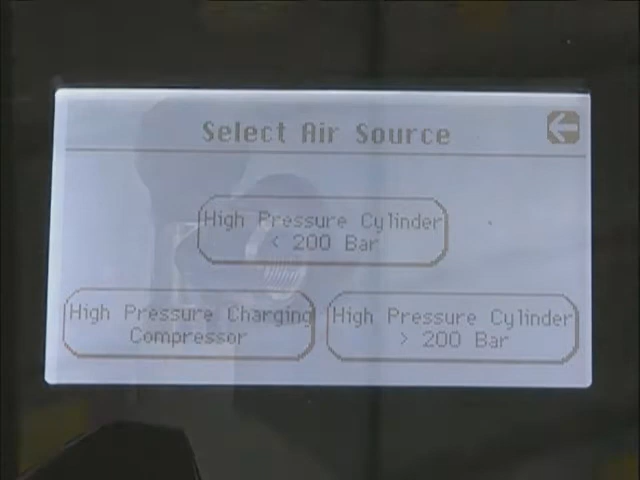 Select Air Source
High Pressure Cylinder
< 200 Bar
High Pressure Charging
Compressor
High Pressure Cylinder
> 200 Bar